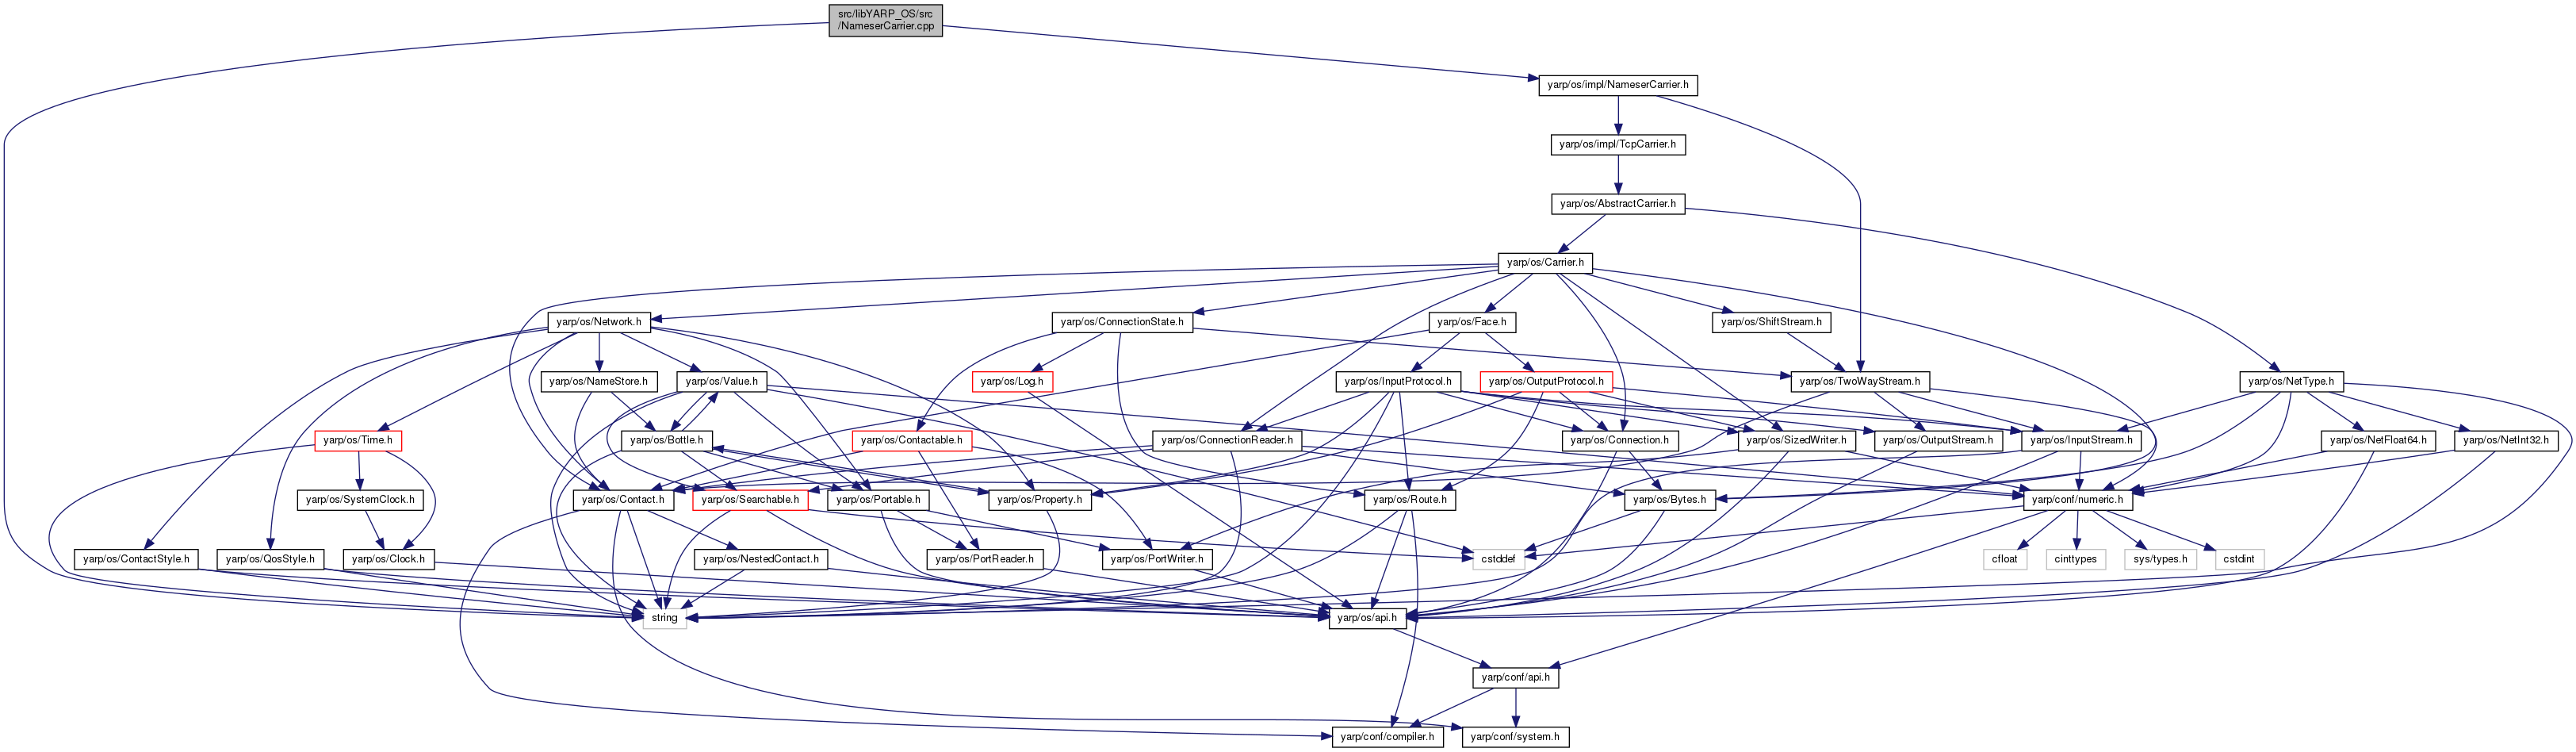 src/libYARP_OS/src
/NameserCarrier.cpp
yarp/os/impl/NameserCarrier.h
yarp/os/impl/TcpCarrier.h
yarp/os/AbstractCarrier.h
yarp/os/Carrier.h
yarp/os/Network.h
yarp/os/ConnectionState.h
yarp/os/Face.h
yarp/os/ShiftStream.h
yarp/os/NameStore.h
yarp/os/Value.h
yarp/os/Log.h
yarp/os/InputProtocol.h
yarp/os/OutputProtocol.h
yarp/os/TwoWayStream.h
yarp/os/NetType.h
yarp/os/Time.h
yarp/os/Bottle.h
yarp/os/Contactable.h
yarp/os/ConnectionReader.h
yarp/os/Connection.h
yarp/os/SizedWriter.h
yarp/os/OutputStream.h
yarp/os/InputStream.h
yarp/os/NetFloat64.h
yarp/os/NetInt32.h
yarp/os/SystemClock.h
yarp/os/Contact.h
yarp/os/Searchable.h
yarp/os/Portable.h
yarp/os/Property.h
yarp/os/Route.h
yarp/os/Bytes.h
yarp/conf/numeric.h
yarp/os/ContactStyle.h
yarp/os/QosStyle.h
yarp/os/Clock.h
yarp/os/NestedContact.h
yarp/os/PortReader.h
yarp/os/PortWriter.h
cstddef
cfloat
cinttypes
sys/types.h
cstdint
string
yarp/os/api.h
yarp/conf/api.h
yarp/conf/compiler.h
yarp/conf/system.h